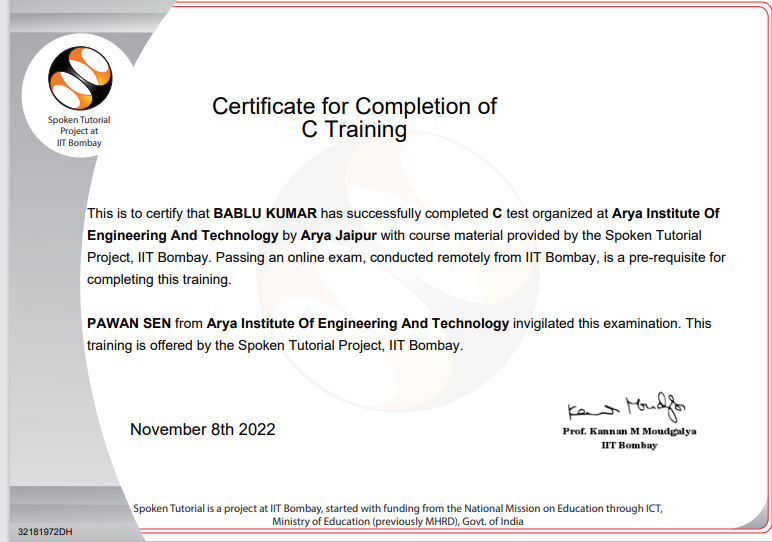 Spoken Tutorial
Project at
IIT Bombay
Certificate for Completion of
C Training
This is to certify that BABLU KUMAR has successfully completed C test organized at Arya Institute Of
Engineering And Technology by Arya Jaipur with course material provided by the Spoken Tutorial
Project, IIT Bombay. Passing an online exam, conducted remotely from IIT Bombay, is a pre-requisite for
completing this training.
PAWAN SEN from Arya Institute Of Engineering And Technology invigilated this examination. This
training is offered by the Spoken Tutorial Project, IIT Bombay.
November 8th 2022
Prof. Kannan M Moudgalya
IIT Bombay
Spoken Tutorial is a project at IIT Bombay, started with funding from the National Mission on Education through ICT,
Ministry of Education (previously MHRD), Govt. of India
32181972DH